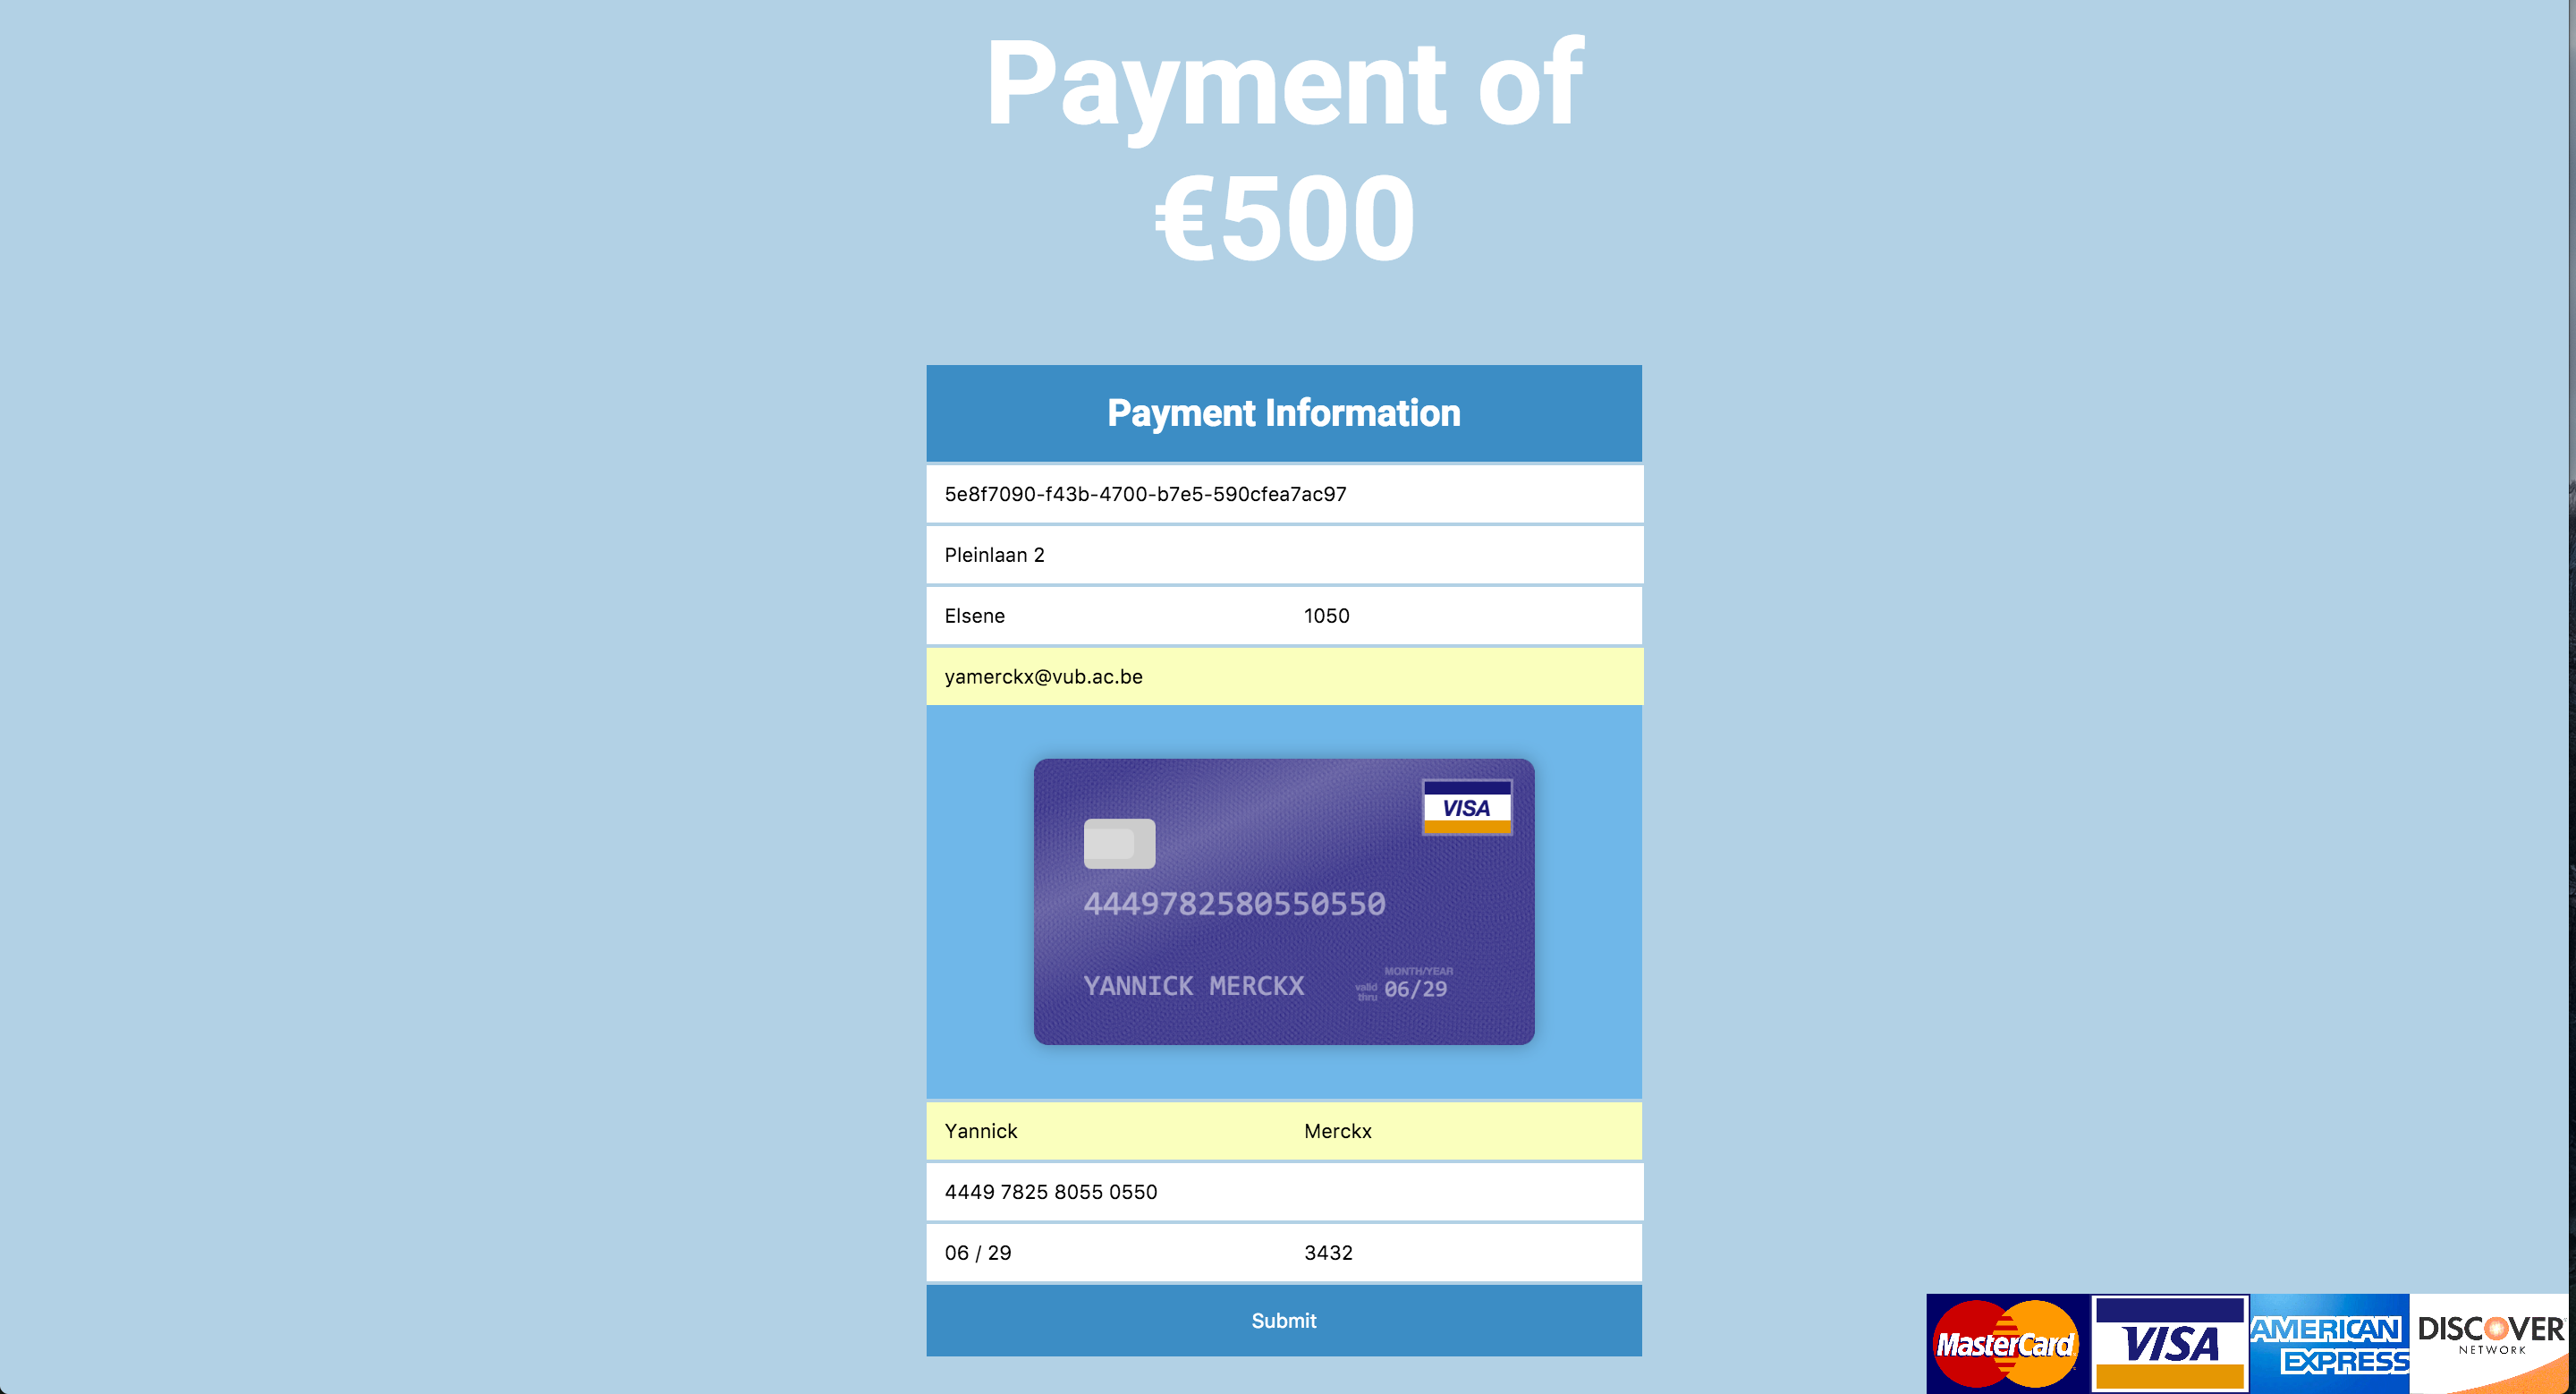 Payment of
€500
Payment Information
5e8f7090-f43b-4700-b7e5-590cfea7ac97
Pleinlaan 2
Elsene 1050
yamerckx@vub.ac.be
VISA
4449782580550550
MONTH/YEAR
YANNICK MERCKX valid thru 06/29
Yannick Merckx
4449 7825 8055 0550
06 / 29 3432
Submit
MasterCard VISA AMERICAN EXPRESS DISCOVER NETWORK